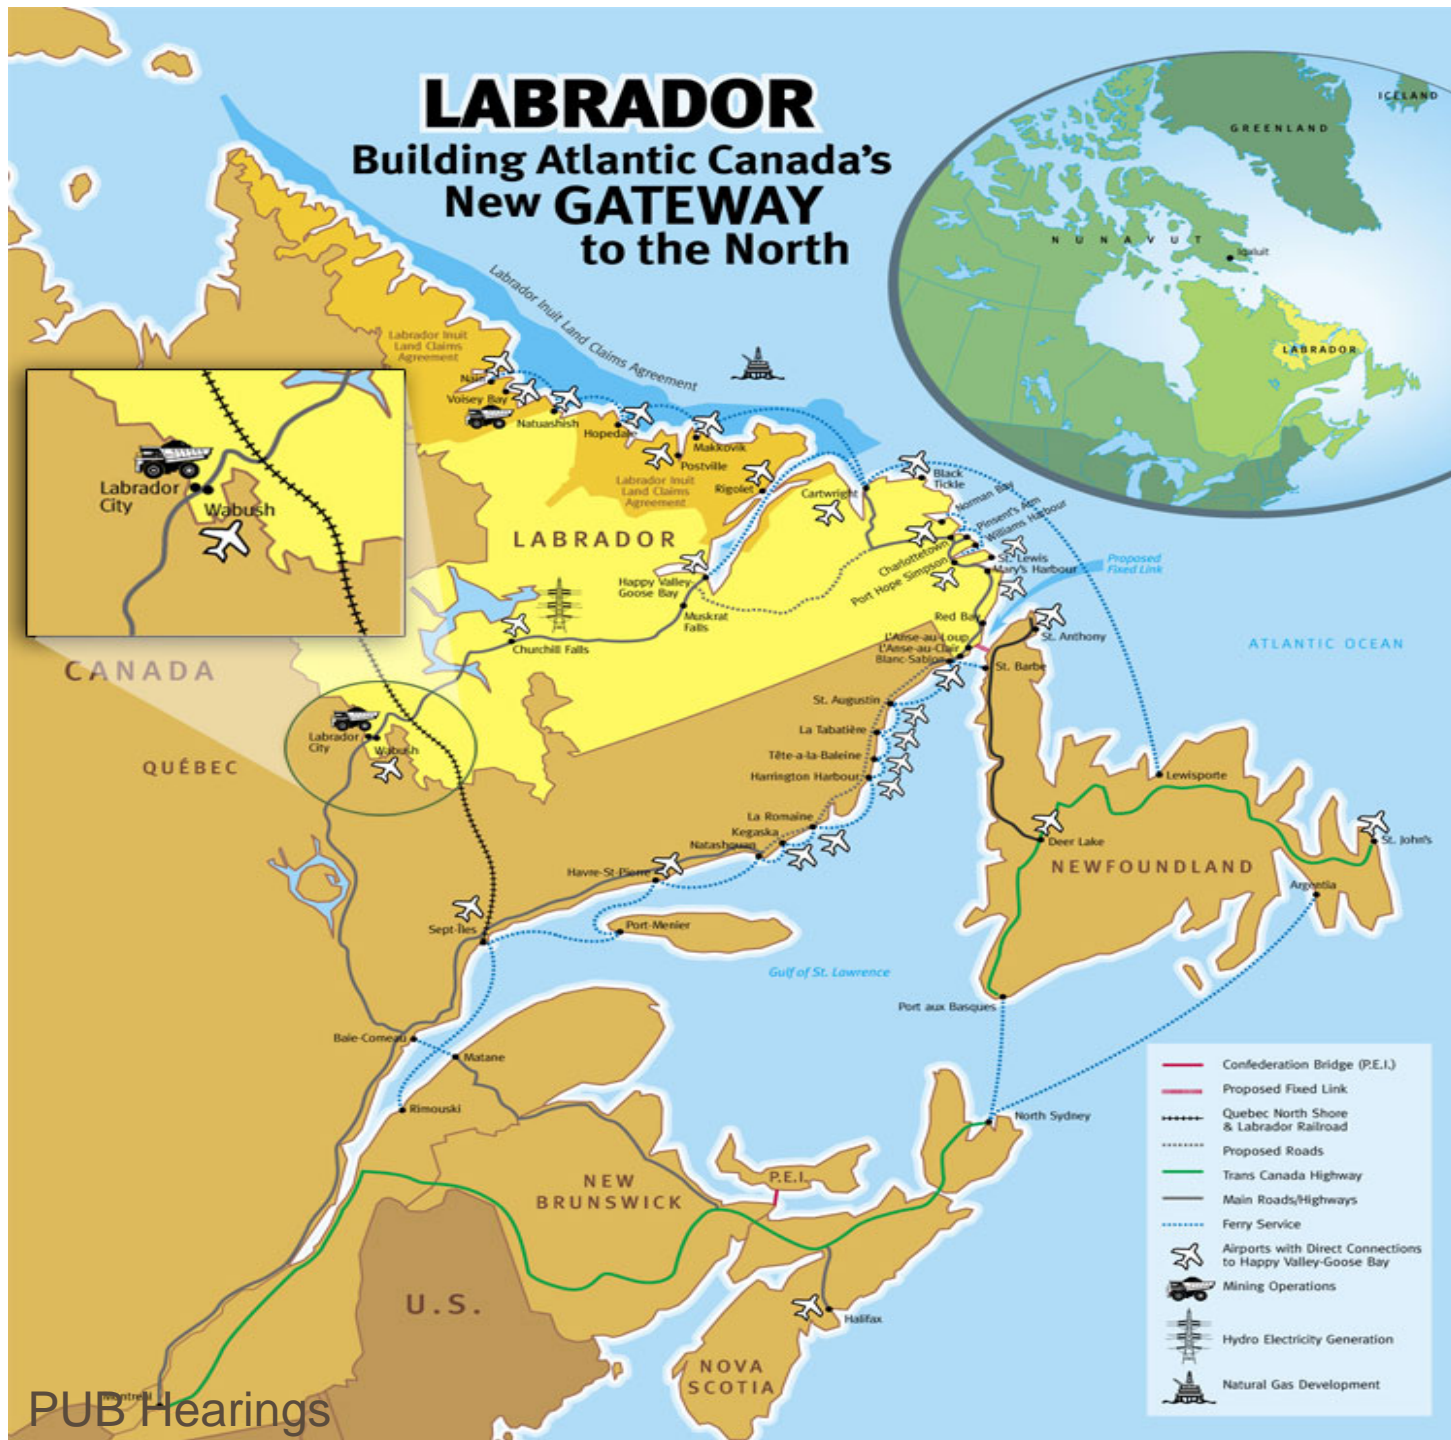 LABRADOR
Building Atlantic Canada's
New GATEWAY
to the North
ICELAND
GREENLAND
NUNAVUT
Iqaluit
LABRADOR
Labrador Inuit Land Claims Agreement
Labrador Inuit
Land Claims
Agreement
Nain
Voisey Bay
Natuashish
Hopedale
Makkovik
Postville
Labrador Inuit
Land Claims
Agreement
Rigolet
Cartwright
Black
Tickle
Norman Bay
Pinsent's Arm
Williams Harbour
Charlottetown
St. Lewis
Port Hope Simpson
Mary's Harbour
Proposed
Fixed Link
Labrador
City
Wabush
LABRADOR
Happy Valley-
Goose Bay
Muskrat
Falls
Churchill Falls
Red Bay
L'Anse-au-Loup
L'Anse-au-Clair
Blanc-Sablon
St. Anthony
St. Barbe
ATLANTIC OCEAN
CANADA
QUÉBEC
Labrador
City
Wabush
St. Augustin
La Tabatière
Tête-a-la-Baleine
Harrington Harbour
La Romaine
Kegaska
Natashquan
Havre-St-Pierre
Sept-Îles
Port-Menier
Lewisporte
Deer Lake
St. John's
NEWFOUNDLAND
Argentia
Gulf of St. Lawrence
Port aux Basques
Baie-Comeau
Matane
Rimouski
North Sydney
NEW
BRUNSWICK
P.E.I.
U.S.
Halifax
NOVA
SCOTIA
Montreal
PUB Hearings
Confederation Bridge (P.E.I.)
Proposed Fixed Link
Quebec North Shore
& Labrador Railroad
Proposed Roads
Trans Canada Highway
Main Roads/Highways
Ferry Service
Airports with Direct Connections
to Happy Valley-Goose Bay
Mining Operations
Hydro Electricity Generation
Natural Gas Development